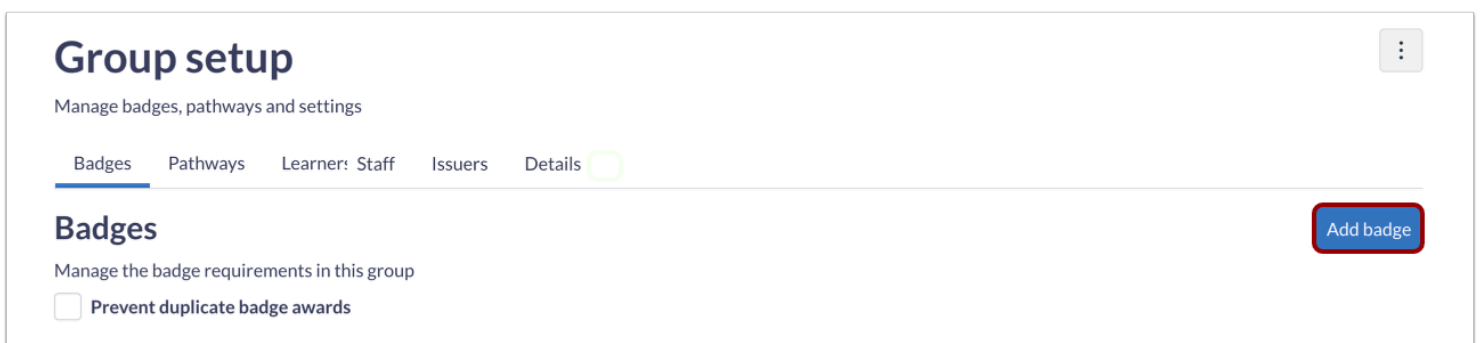 Group setup
Manage badges, pathways and settings
Badges Pathways Learner Staff Issuers Details
Badges Add badge
Manage the badge requirements in this group
Prevent duplicate badge awards